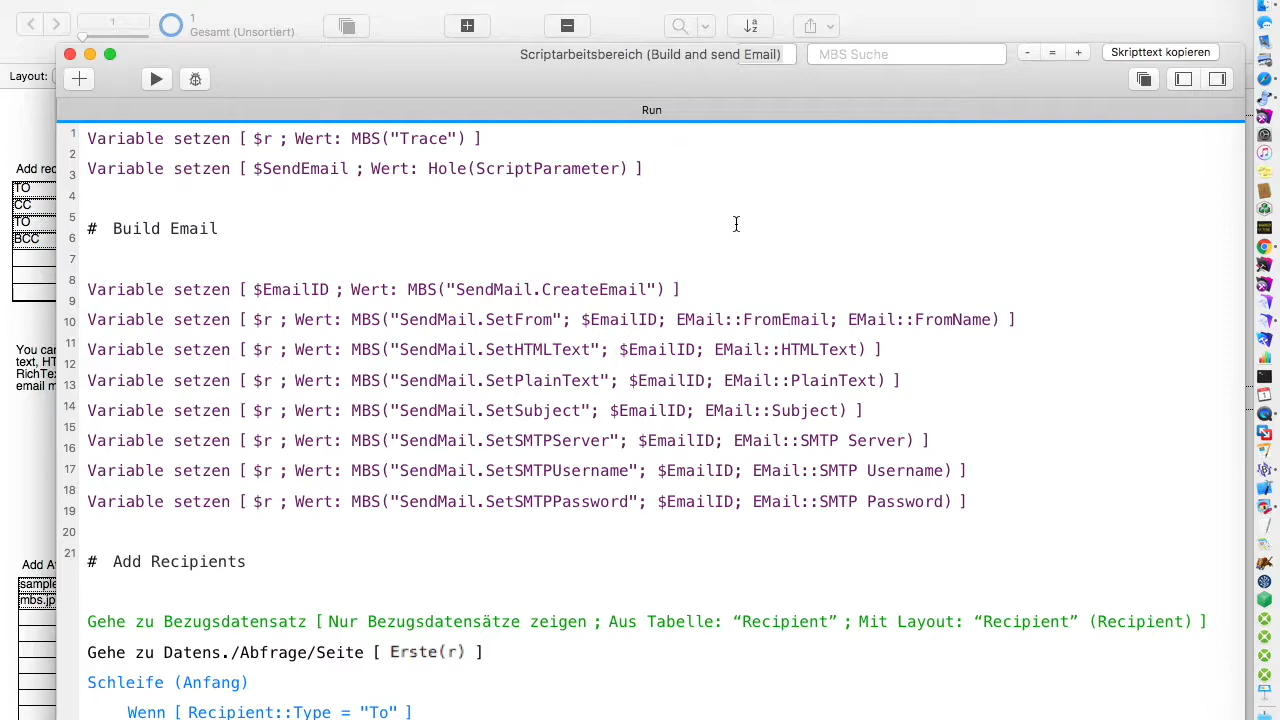 1
1
Gesamt (Unsortiert)
Layout:
Scriptarbeitsbereich (Build and send Email)
MBS Suche
-
=
+
Skripttext kopieren
Run
1
2
3
4
5
6
7
8
9
10
11
12
13
14
15
16
17
18
19
20
21
Variable setzen [ $r ; Wert: MBS("Trace") ]
Variable setzen [ $SendEmail ; Wert: Hole(ScriptParameter) ]
# Build Email
Variable setzen [ $EmailID ; Wert: MBS("SendMail.CreateEmail") ]
Variable setzen [ $r ; Wert: MBS("SendMail.SetFrom"; $EmailID; EMail::FromEmail; EMail::FromName) ]
Variable setzen [ $r ; Wert: MBS("SendMail.SetHTMLText"; $EmailID; EMail::HTMLText) ]
Variable setzen [ $r ; Wert: MBS("SendMail.SetPlainText"; $EmailID; EMail::PlainText) ]
Variable setzen [ $r ; Wert: MBS("SendMail.SetSubject"; $EmailID; EMail::Subject) ]
Variable setzen [ $r ; Wert: MBS("SendMail.SetSMTPServer"; $EmailID; EMail::SMTP Server) ]
Variable setzen [ $r ; Wert: MBS("SendMail.SetSMTPUsername"; $EmailID; EMail::SMTP Username) ]
Variable setzen [ $r ; Wert: MBS("SendMail.SetSMTPPassword"; $EmailID; EMail::SMTP Password) ]
# Add Recipients
Gehe zu Bezugsdatensatz [ Nur Bezugsdatensätze zeigen ; Aus Tabelle: “Recipient” ; Mit Layout: “Recipient” (Recipient) ]
Gehe zu Datens./Abfrage/Seite [ Erste(r) ]
Schleife (Anfang)
Wenn [ Recipient::Type = "To" ]
Add rec
TO
CC
TO
BCC
You can
text, HT
RichTex
email m
Add A
sample
mbs.jp